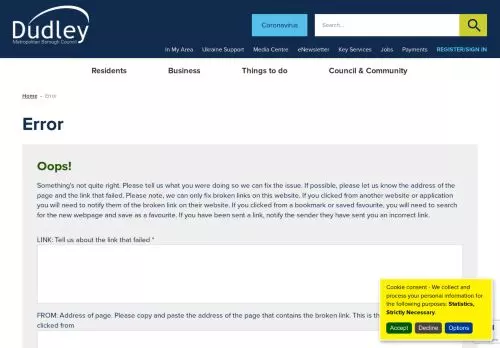 Dudley
Metropolitan Borough Council
Coronavirus
Search...
In My Area Ukraine Support Media Centre eNewsletter Key Services Jobs Payments REGISTER/SIGN IN
Residents Business Things to do Council & Community
Home – Error
Error
Oops!
Something's not quite right. Please tell us what you were doing so we can fix the issue. If possible, please let us know the address of the
page and the link that failed. Please note, we can only fix broken links on this website. If you clicked from another website or application
you will need to notify them of the broken link on their website. If you clicked from a bookmark or saved favourite, you will need to search
for the new webpage and save as a favourite. If you have been sent a link, notify the sender they have sent you an incorrect link.
LINK: Tell us about the link that failed *
FROM: Address of page. Please copy and paste the address of the page that contains the broken link. This is th
clicked from
Cookie consent - We collect and
process your personal information for
the following purposes: Statistics,
Strictly Necessary.
Accept Decline Options